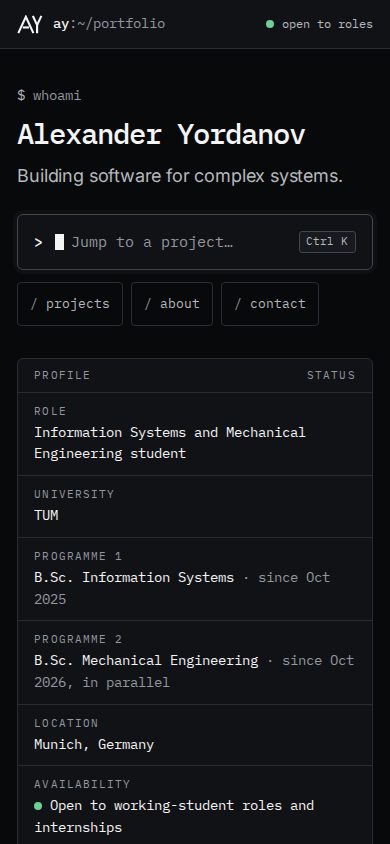 AY ay:~/portfolio open to roles
$ whoami
Alexander Yordanov
Building software for complex systems.
> Jump to a project… Ctrl K
/ projects / about / contact
PROFILE STATUS
ROLE
Information Systems and Mechanical
Engineering student
UNIVERSITY
TUM
PROGRAMME 1
B.Sc. Information Systems · since Oct
2025
PROGRAMME 2
B.Sc. Mechanical Engineering · since Oct
2026, in parallel
LOCATION
Munich, Germany
AVAILABILITY
Open to working-student roles and
internships